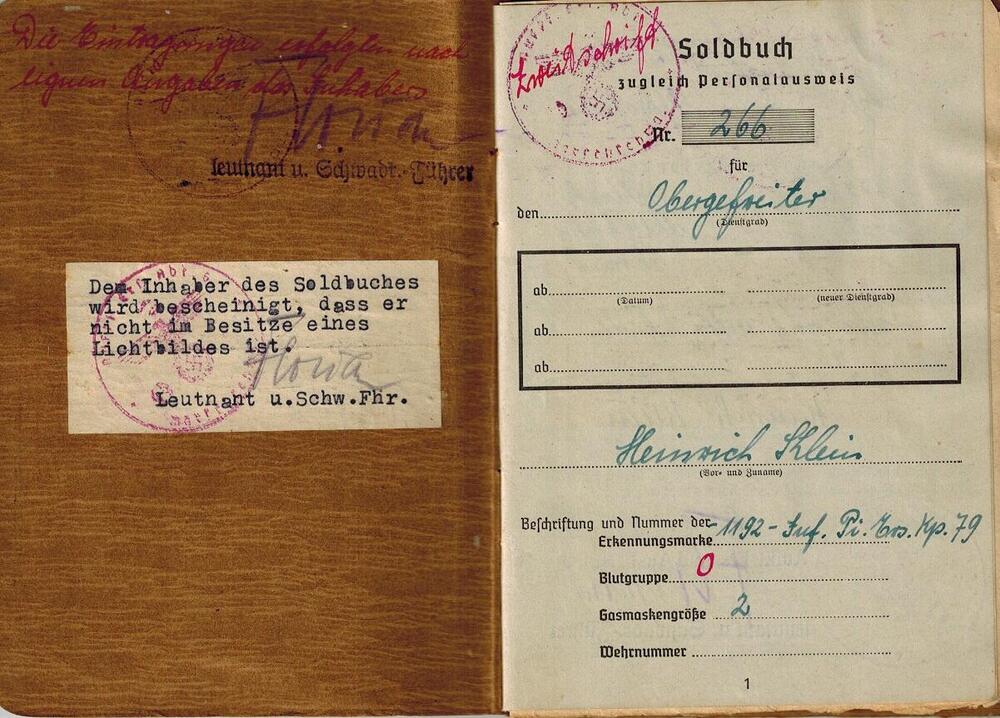 Die Eintragungen erfolgten nach
eignen Angaben des Inhabers
Leutnant u. Schwadr.-Führer
Dem Inhaber des Soldbuches
wird bescheinigt, dass er
nicht im Besitze eines
Lichtbildes ist.
Leutnant u.Schw.Fhr.
Zweitschrift
Soldbuch
zugleich Personalausweis
Nr. 266
für
den Obergefreiter
(Dienstgrad)
ab
(Datum) (neuer Dienstgrad)
ab
ab
Heinrich Klein
(Vor- und Zuname)
Beschriftung und Nummer der
Erkennungsmarke -1192- Inf. Pi. Ers. Kp. 79
Blutgruppe 0
Gasmaskengröße 2
Wehrnummer
1